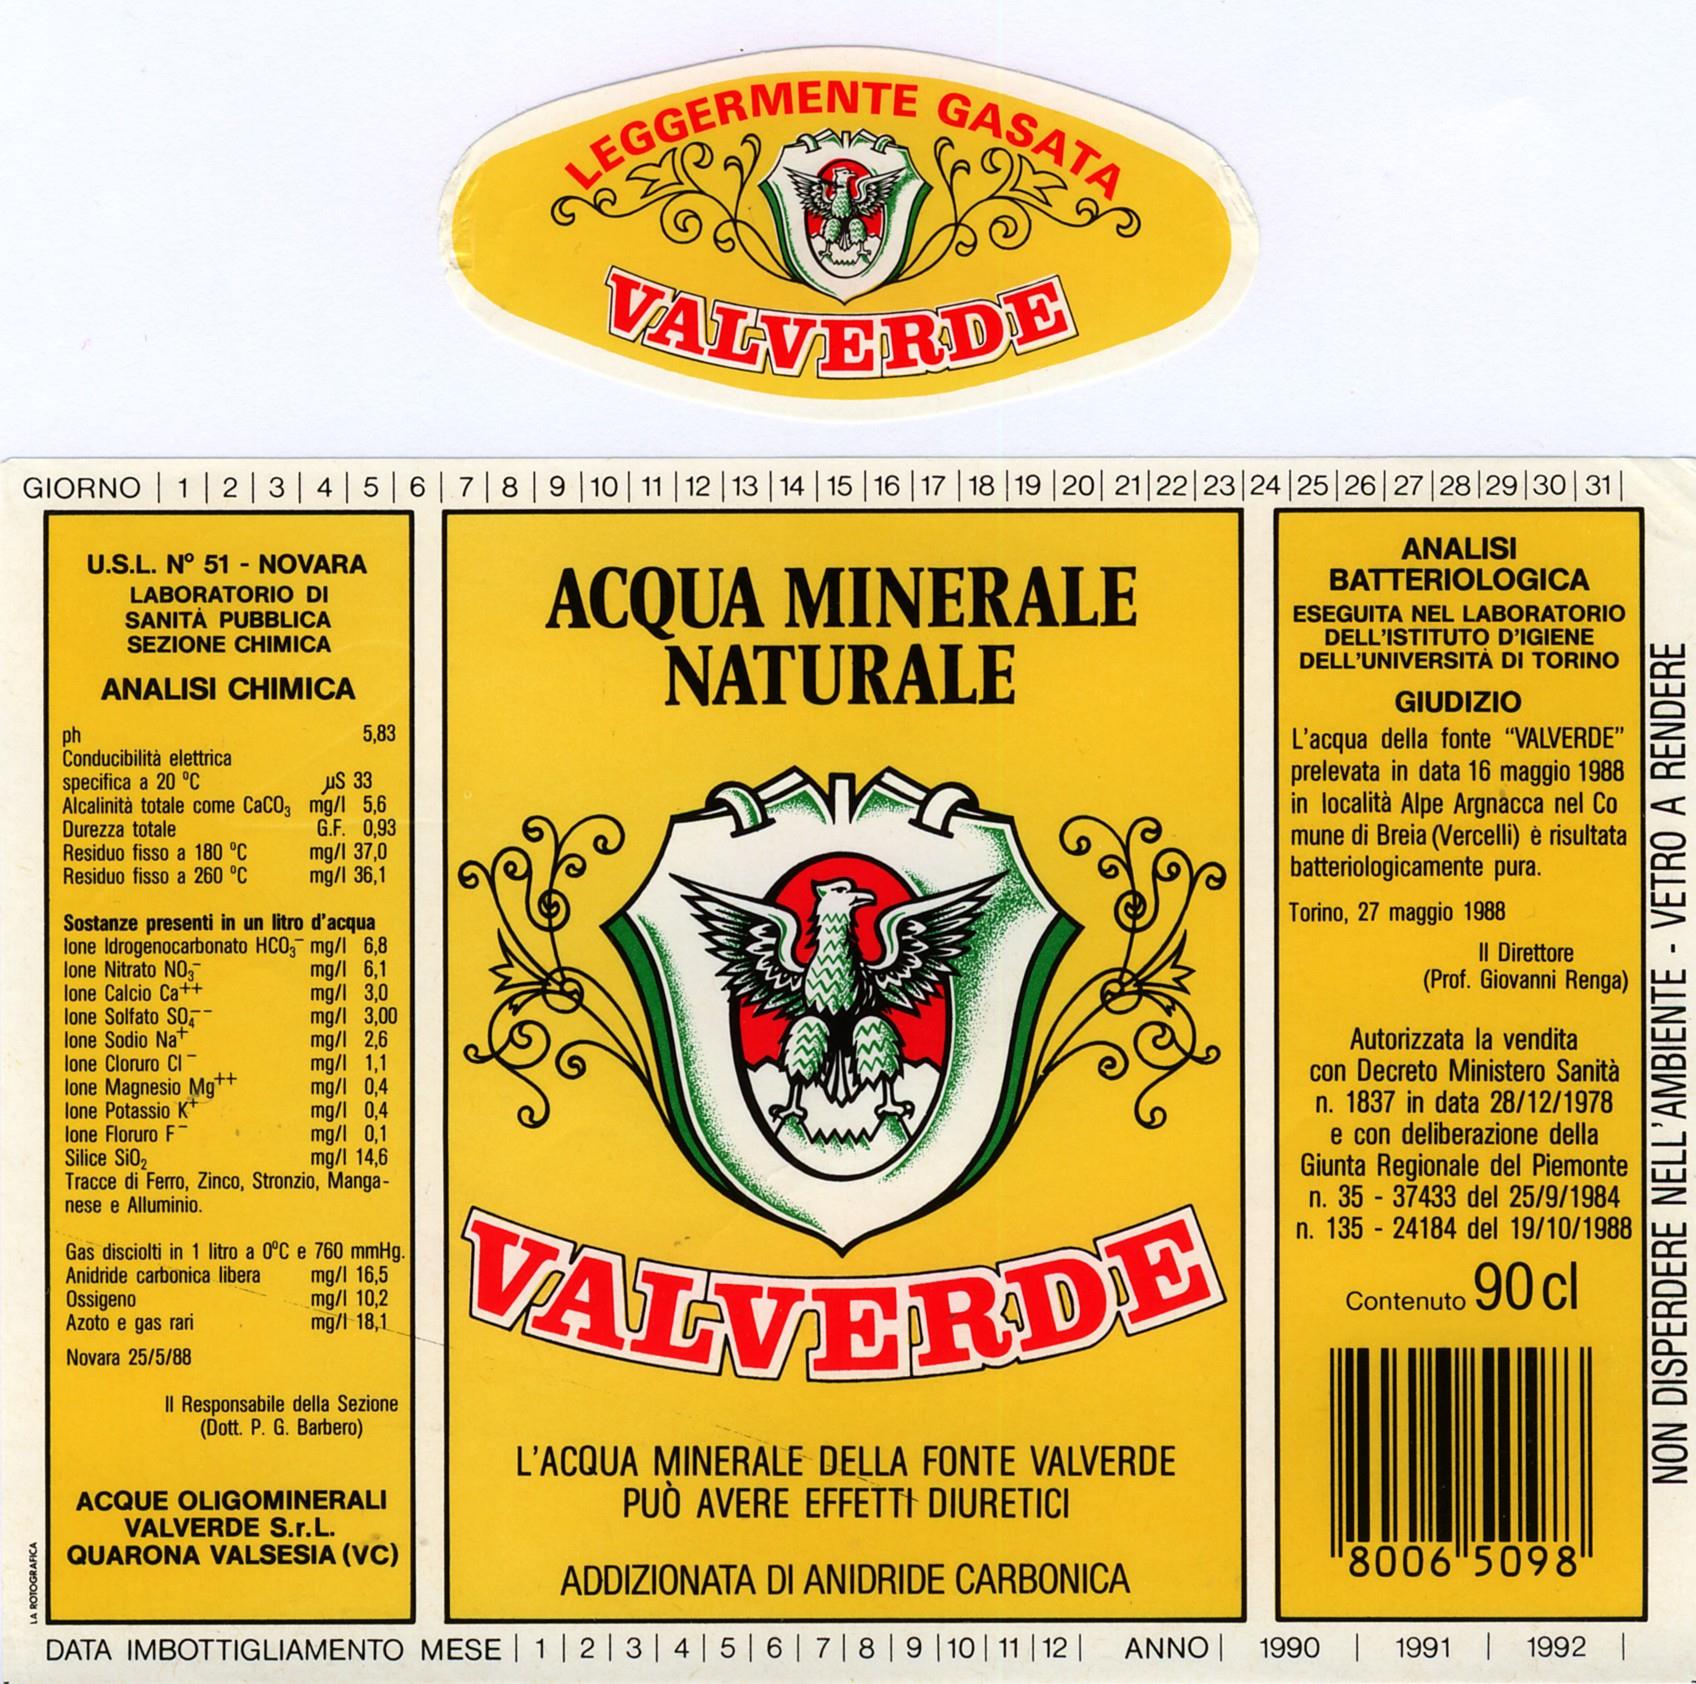 LEGGERMENTE GASATA
VALVERDE
GIORNO | 1 | 2 | 3 | 4 | 5 | 6 | 7 | 8 | 9 | 10 | 11 | 12 | 13 | 14 | 15 | 16 | 17 | 18 | 19 | 20 | 21 | 22 | 23 | 24 | 25 | 26 | 27 | 28 | 29 | 30 | 31 |
U.S.L. Nº 51 - NOVARA
LABORATORIO DI
SANITÀ PUBBLICA
SEZIONE CHIMICA
ANALISI CHIMICA
ph 5,83
Conducibilità elettrica
specifica a 20 ºC µS 33
Alcalinità totale come CaCO₃ mg/l 5,6
Durezza totale G.F. 0,93
Residuo fisso a 180 ºC mg/l 37,0
Residuo fisso a 260 ºC mg/l 36,1
Sostanze presenti in un litro d'acqua
Ione Idrogenocarbonato HCO₃⁻ mg/l 6,8
Ione Nitrato NO₃⁻ mg/l 6,1
Ione Calcio Ca⁺⁺ mg/l 3,0
Ione Solfato SO₄⁻⁻ mg/l 3,00
Ione Sodio Na⁺ mg/l 2,6
Ione Cloruro Cl⁻ mg/l 1,1
Ione Magnesio Mg⁺⁺ mg/l 0,4
Ione Potassio K⁺ mg/l 0,4
Ione Floruro F⁻ mg/l 0,1
Silice SiO₂ mg/l 14,6
Tracce di Ferro, Zinco, Stronzio, Manga-
nese e Alluminio.
Gas disciolti in 1 litro a 0ºC e 760 mmHg.
Anidride carbonica libera mg/l 16,5
Ossigeno mg/l 10,2
Azoto e gas rari mg/l 18,1
Novara 25/5/88
Il Responsabile della Sezione
(Dott. P. G. Barbero)
ACQUE OLIGOMINERALI
VALVERDE S.r.L.
QUARONA VALSESIA (VC)
LA ROTOGRAFICA
ACQUA MINERALE
NATURALE
VALVERDE
L'ACQUA MINERALE DELLA FONTE VALVERDE
PUÒ AVERE EFFETTI DIURETICI
ADDIZIONATA DI ANIDRIDE CARBONICA
ANALISI
BATTERIOLOGICA
ESEGUITA NEL LABORATORIO
DELL'ISTITUTO D'IGIENE
DELL'UNIVERSITÀ DI TORINO
GIUDIZIO
L'acqua della fonte "VALVERDE"
prelevata in data 16 maggio 1988
in località Alpe Argnacca nel Co
mune di Breia (Vercelli) è risultata
batteriologicamente pura.
Torino, 27 maggio 1988
Il Direttore
(Prof. Giovanni Renga)
Autorizzata la vendita
con Decreto Ministero Sanità
n. 1837 in data 28/12/1978
e con deliberazione della
Giunta Regionale del Piemonte
n. 35 - 37433 del 25/9/1984
n. 135 - 24184 del 19/10/1988
Contenuto 90 cl
8006 5098
NON DISPERDERE NELL'AMBIENTE - VETRO A RENDERE
DATA IMBOTTIGLIAMENTO MESE | 1 | 2 | 3 | 4 | 5 | 6 | 7 | 8 | 9 | 10 | 11 | 12 | ANNO | 1990 | 1991 | 1992 |